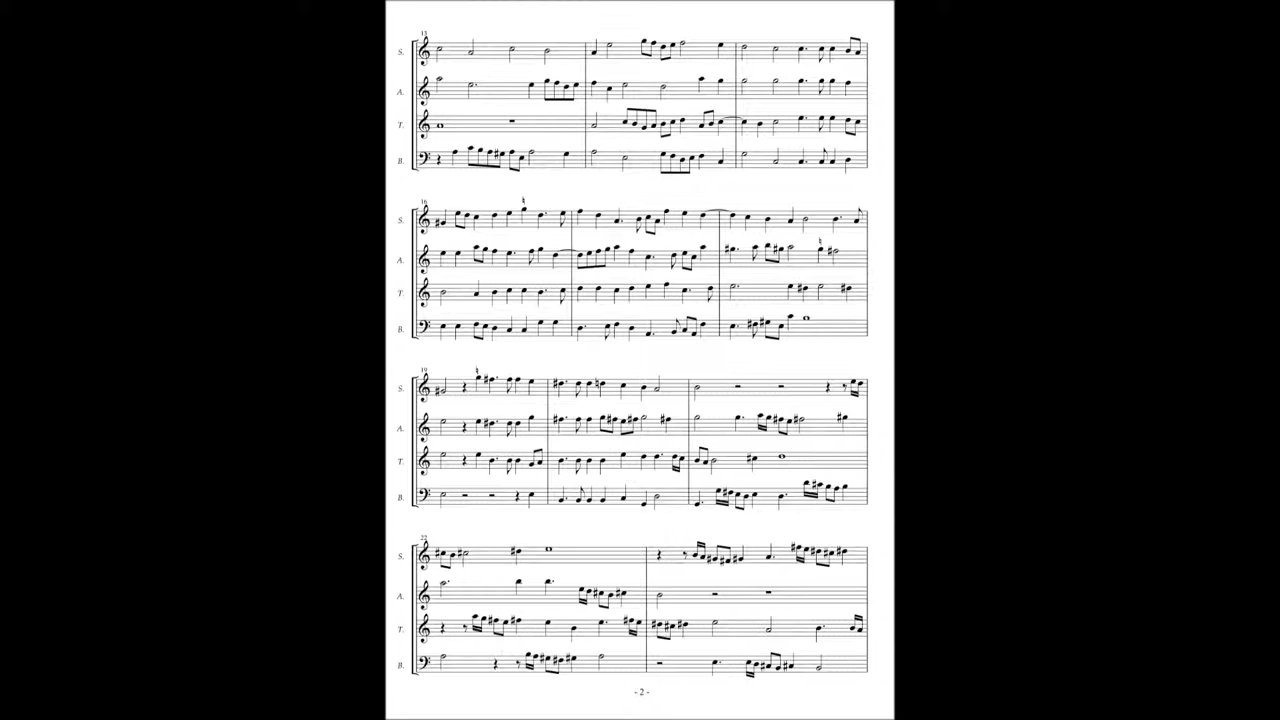 13
S.
A.
T.
B.
16
S.
A.
T.
B.
19
S.
A.
T.
B.
22
S.
A.
T.
B.
- 2 -